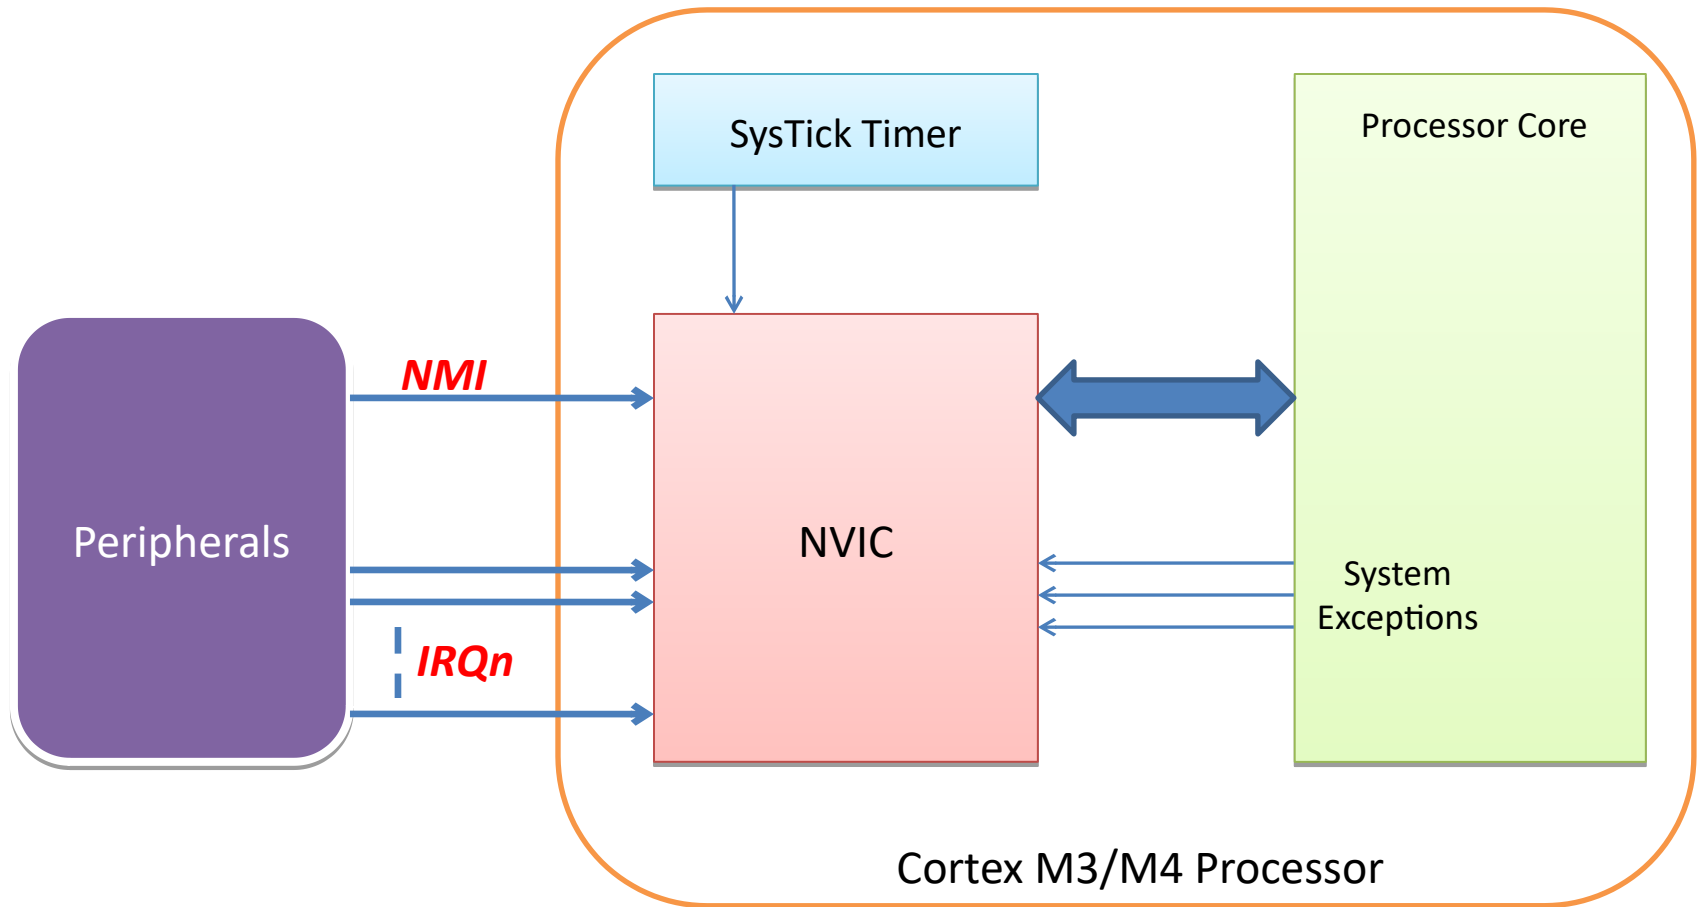 SysTick Timer
Processor Core
NMI
Peripherals
NVIC
System
Exceptions
IRQn
Cortex M3/M4 Processor